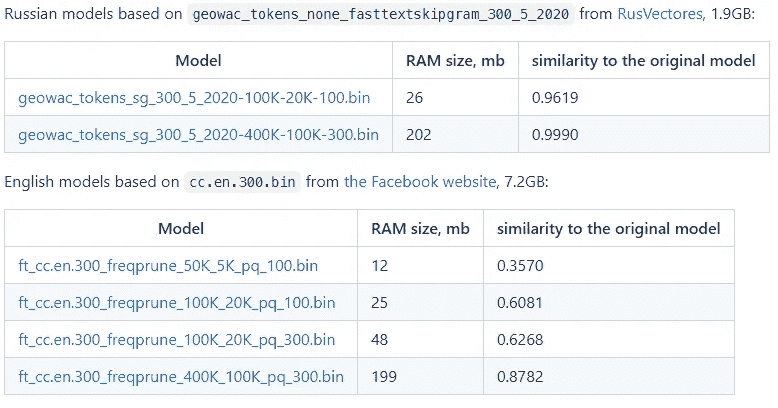 Russian models based on geowac_tokens_none_fasttextskipgram_300_5_2020 from RusVectores, 1.9GB:
Model RAM size, mb similarity to the original model
geowac_tokens_sg_300_5_2020-100K-20K-100.bin 26 0.9619
geowac_tokens_sg_300_5_2020-400K-100K-300.bin 202 0.9990
English models based on cc.en.300.bin from the Facebook website, 7.2GB:
Model RAM size, mb similarity to the original model
ft_cc.en.300_freqprune_50K_5K_pq_100.bin 12 0.3570
ft_cc.en.300_freqprune_100K_20K_pq_100.bin 25 0.6081
ft_cc.en.300_freqprune_100K_20K_pq_300.bin 48 0.6268
ft_cc.en.300_freqprune_400K_100K_pq_300.bin 199 0.8782